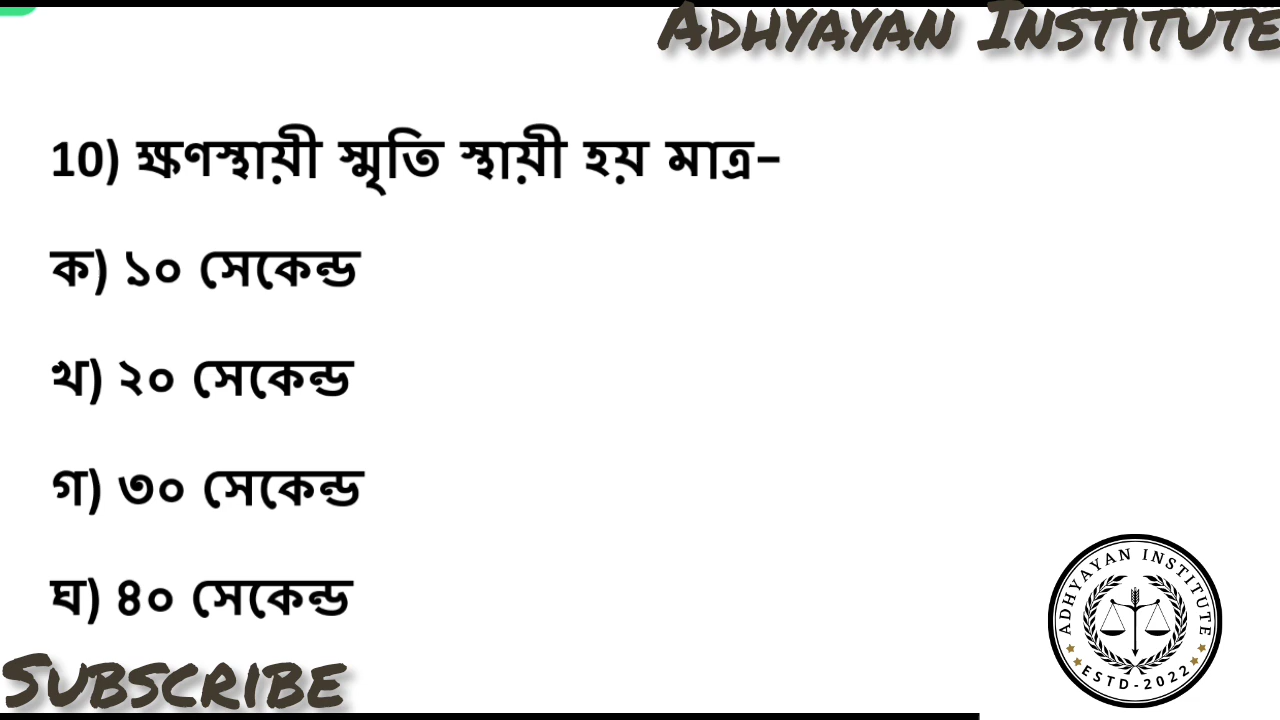 ADHYAYAN INSTITUTE
10) ক্ষণস্থায়ী স্মৃতি স্থায়ী হয় মাত্র–
ক) ১০ সেকেন্ড
খ) ২০ সেকেন্ড
গ) ৩০ সেকেন্ড
ঘ) ৪০ সেকেন্ড
ADHYAYAN INSTITUTE
ESTD-2022
SUBSCRIBE